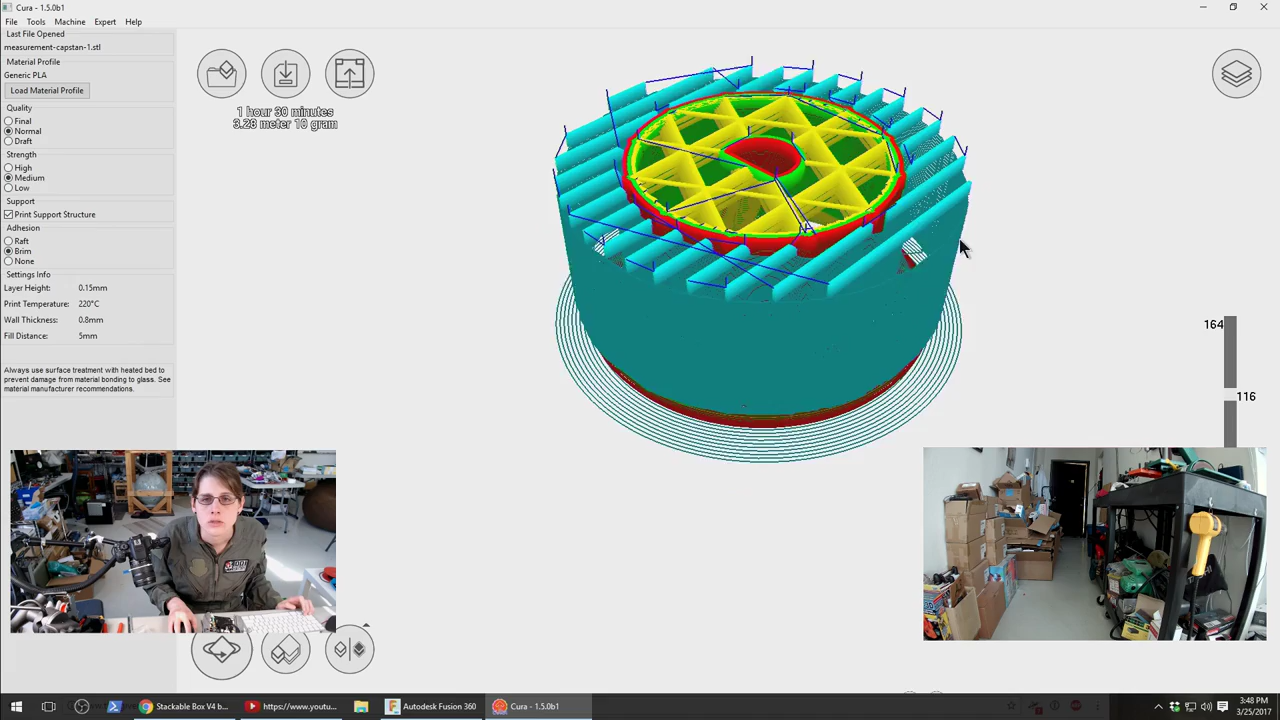 Cura - 1.5.0b1
File Tools Machine Expert Help
Last File Opened
measurement-capstan-1.stl
Material Profile
Generic PLA
Load Material Profile
Quality
Final
Normal
Draft
Strength
High
Medium
Low
Support
Print Support Structure
Adhesion
Raft
Brim
None
Settings Info
Layer Height: 0.15mm
Print Temperature: 220°C
Wall Thickness: 0.8mm
Fill Distance: 5mm
Always use surface treatment with heated bed to
prevent damage from material bonding to glass. See
material manufacturer recommendations.
1 hour 30 minutes
3.28 meter 10 gram
164
116
Stackable Box V4 b...
https://www.youtu...
Autodesk Fusion 360
Cura - 1.5.0b1
3:48 PM
3/25/2017